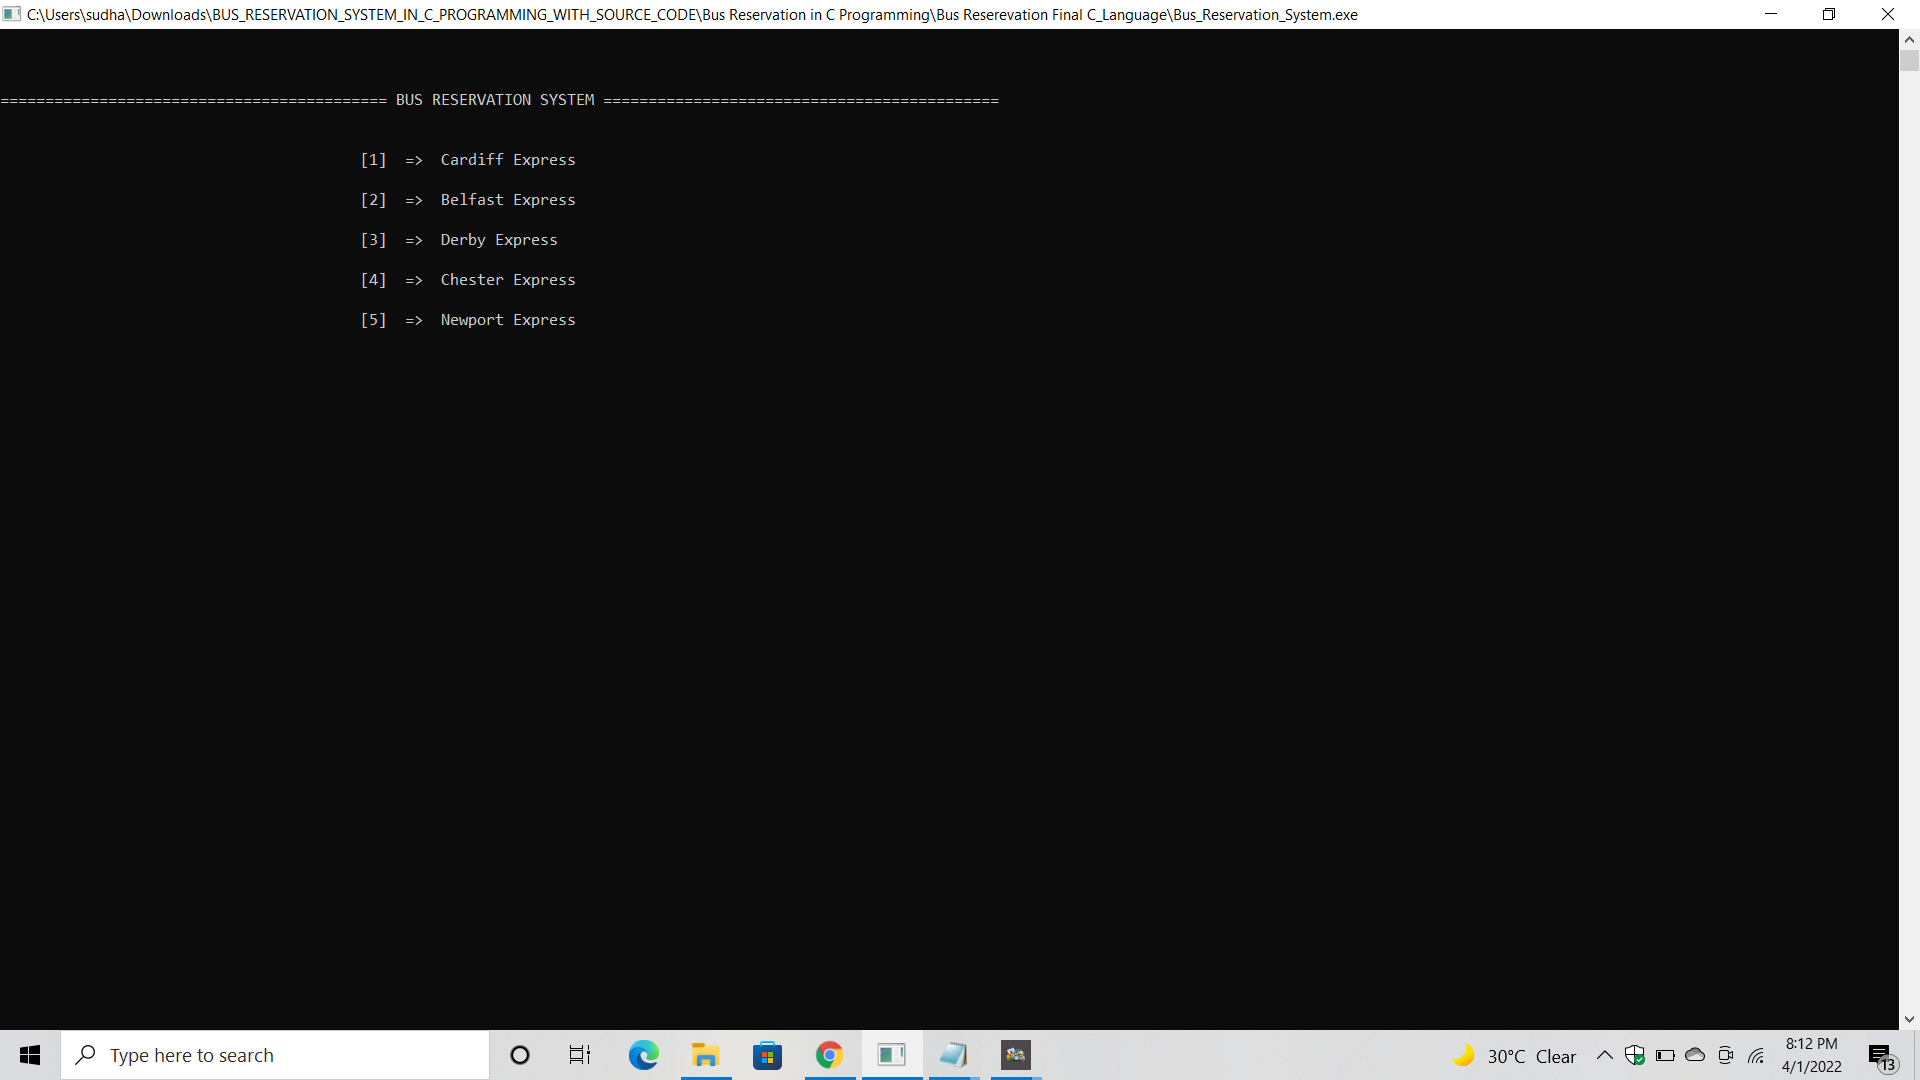 C:\Users\sudha\Downloads\BUS_RESERVATION_SYSTEM_IN_C_PROGRAMMING_WITH_SOURCE_CODE\Bus Reservation in C Programming\Bus Reserevation Final C_Language\Bus_Reservation_System.exe
=========================================== BUS RESERVATION SYSTEM ============================================
[1]  =>  Cardiff Express
[2]  =>  Belfast Express
[3]  =>  Derby Express
[4]  =>  Chester Express
[5]  =>  Newport Express
Type here to search
30°C  Clear
8:12 PM
4/1/2022
13